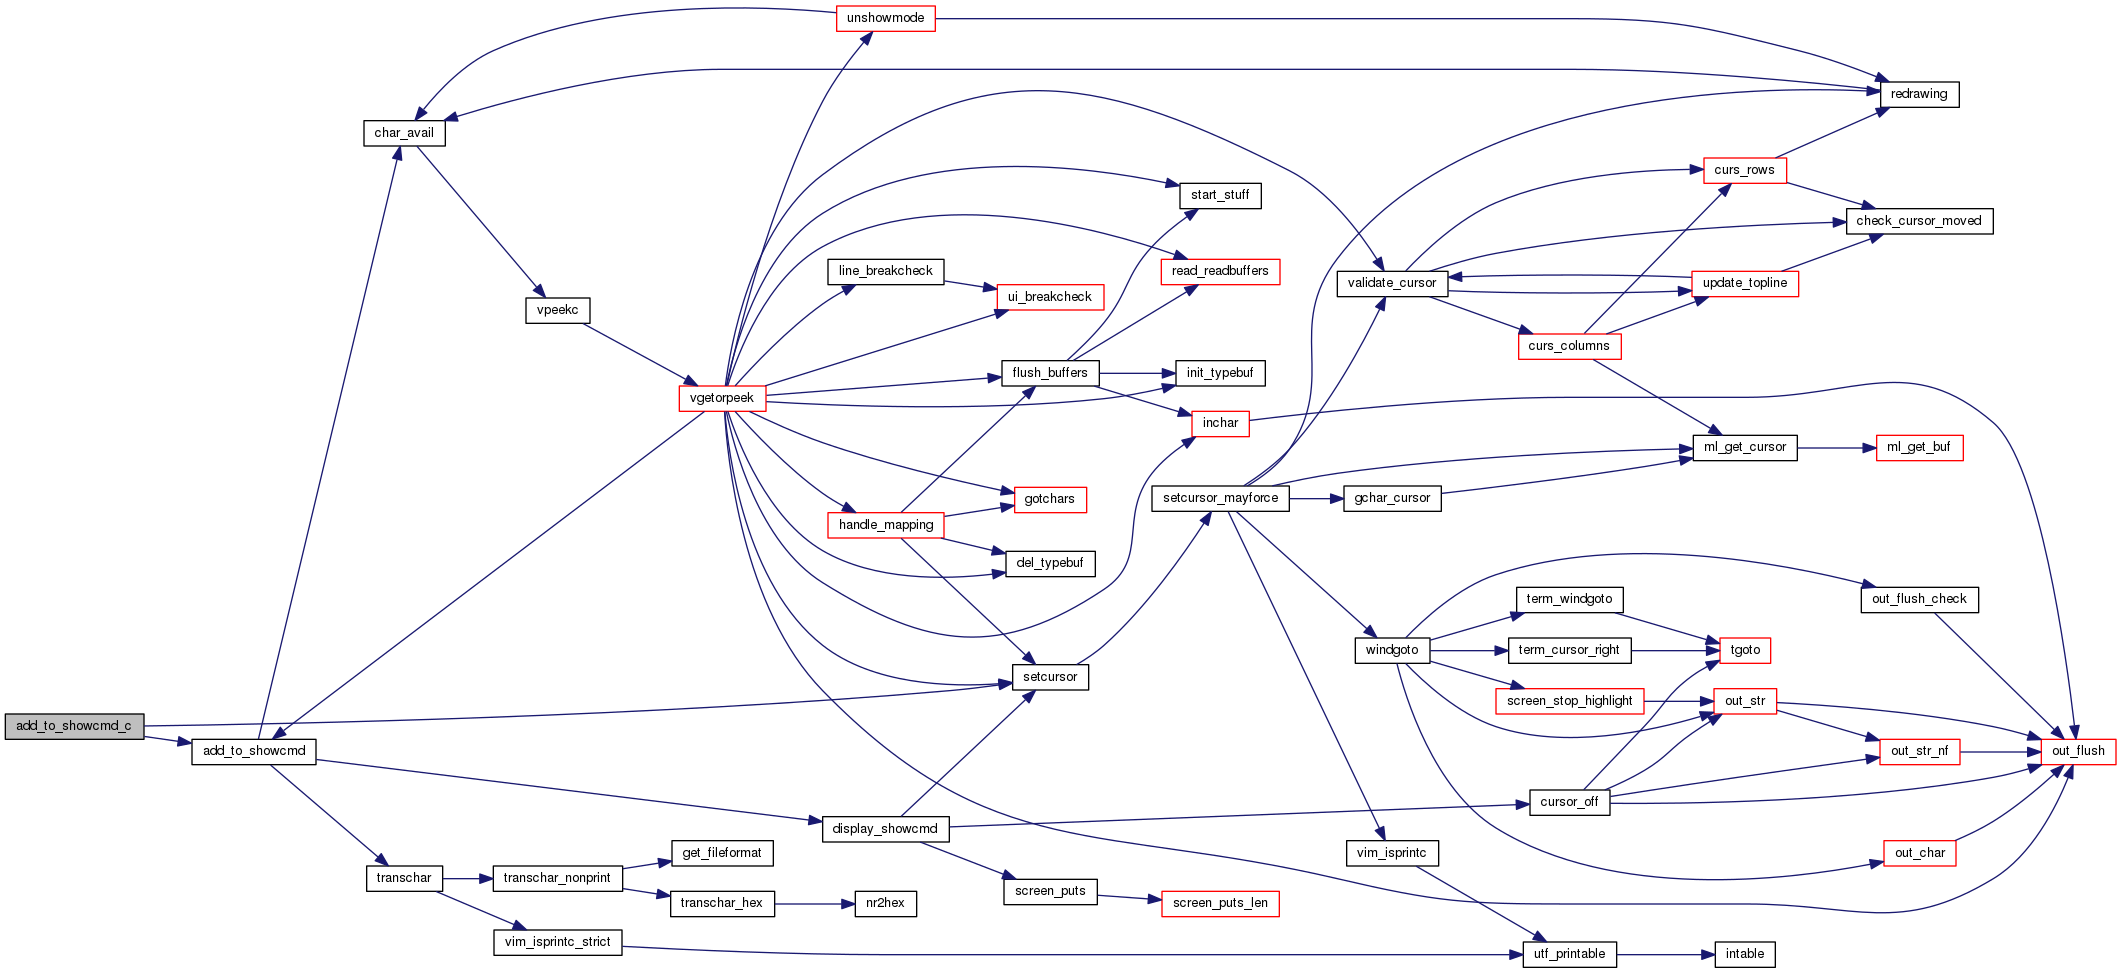 unshowmode
redrawing
char_avail
curs_rows
start_stuff
check_cursor_moved
line_breakcheck
read_readbuffers
validate_cursor
update_topline
ui_breakcheck
vpeekc
curs_columns
flush_buffers
init_typebuf
vgetorpeek
inchar
ml_get_cursor
ml_get_buf
gotchars
setcursor_mayforce
gchar_cursor
handle_mapping
del_typebuf
term_windgoto
out_flush_check
windgoto
term_cursor_right
tgoto
setcursor
screen_stop_highlight
out_str
add_to_showcmd_c
add_to_showcmd
out_str_nf
out_flush
cursor_off
display_showcmd
get_fileformat
vim_isprintc
out_char
transchar
transchar_nonprint
screen_puts
transchar_hex
nr2hex
screen_puts_len
vim_isprintc_strict
utf_printable
intable